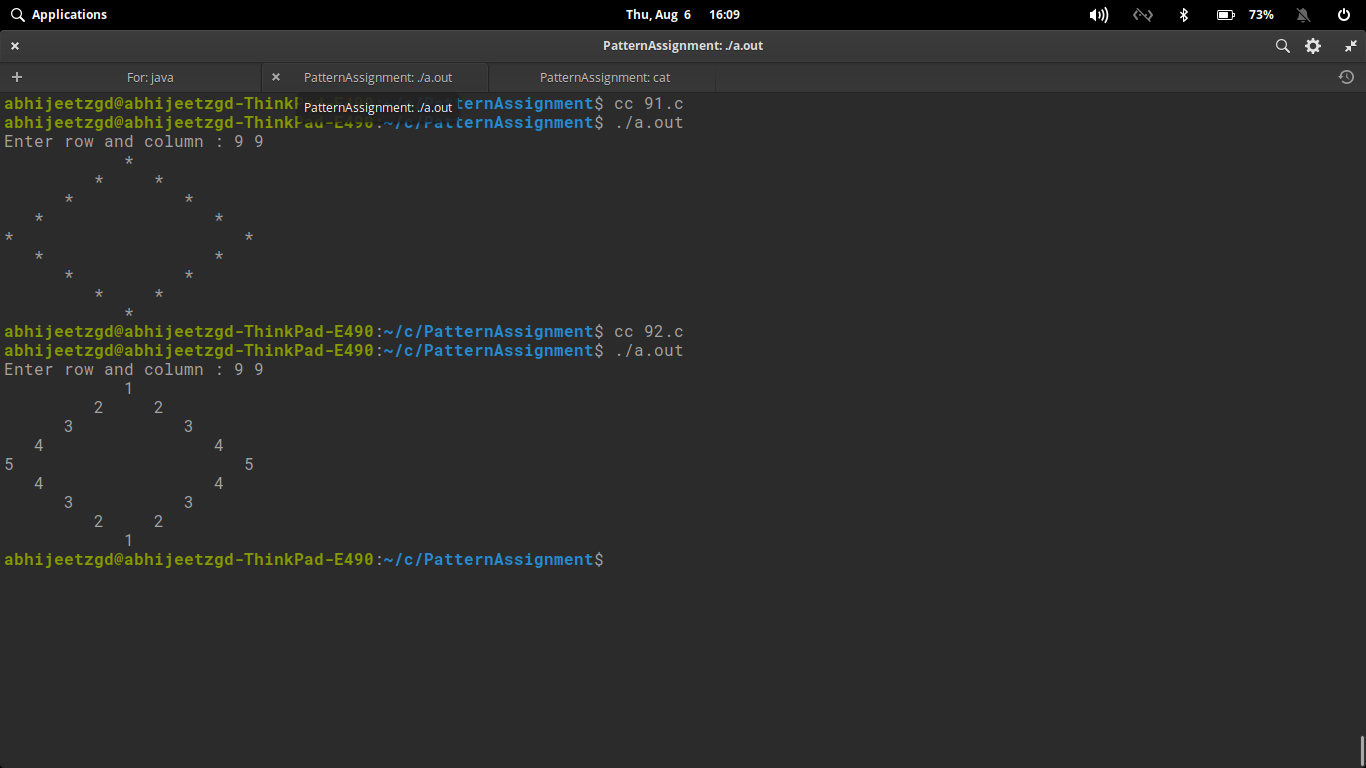 Applications Thu, Aug 6 16:09 73%
PatternAssignment: ./a.out
For: java PatternAssignment: ./a.out PatternAssignment: cat
PatternAssignment: ./a.out
abhijeetzgd@abhijeetzgd-ThinkP ternAssignment$ cc 91.c
abhijeetzgd@abhijeetzgd-ThinkPad-E490:~/c/PatternAssignment$ ./a.out
Enter row and column : 9 9
            *
         *     *
      *           *
   *                 *
*                       *
   *                 *
      *           *
         *     *
            *
abhijeetzgd@abhijeetzgd-ThinkPad-E490:~/c/PatternAssignment$ cc 92.c
abhijeetzgd@abhijeetzgd-ThinkPad-E490:~/c/PatternAssignment$ ./a.out
Enter row and column : 9 9
            1
         2     2
      3           3
   4                 4
5                       5
   4                 4
      3           3
         2     2
            1
abhijeetzgd@abhijeetzgd-ThinkPad-E490:~/c/PatternAssignment$